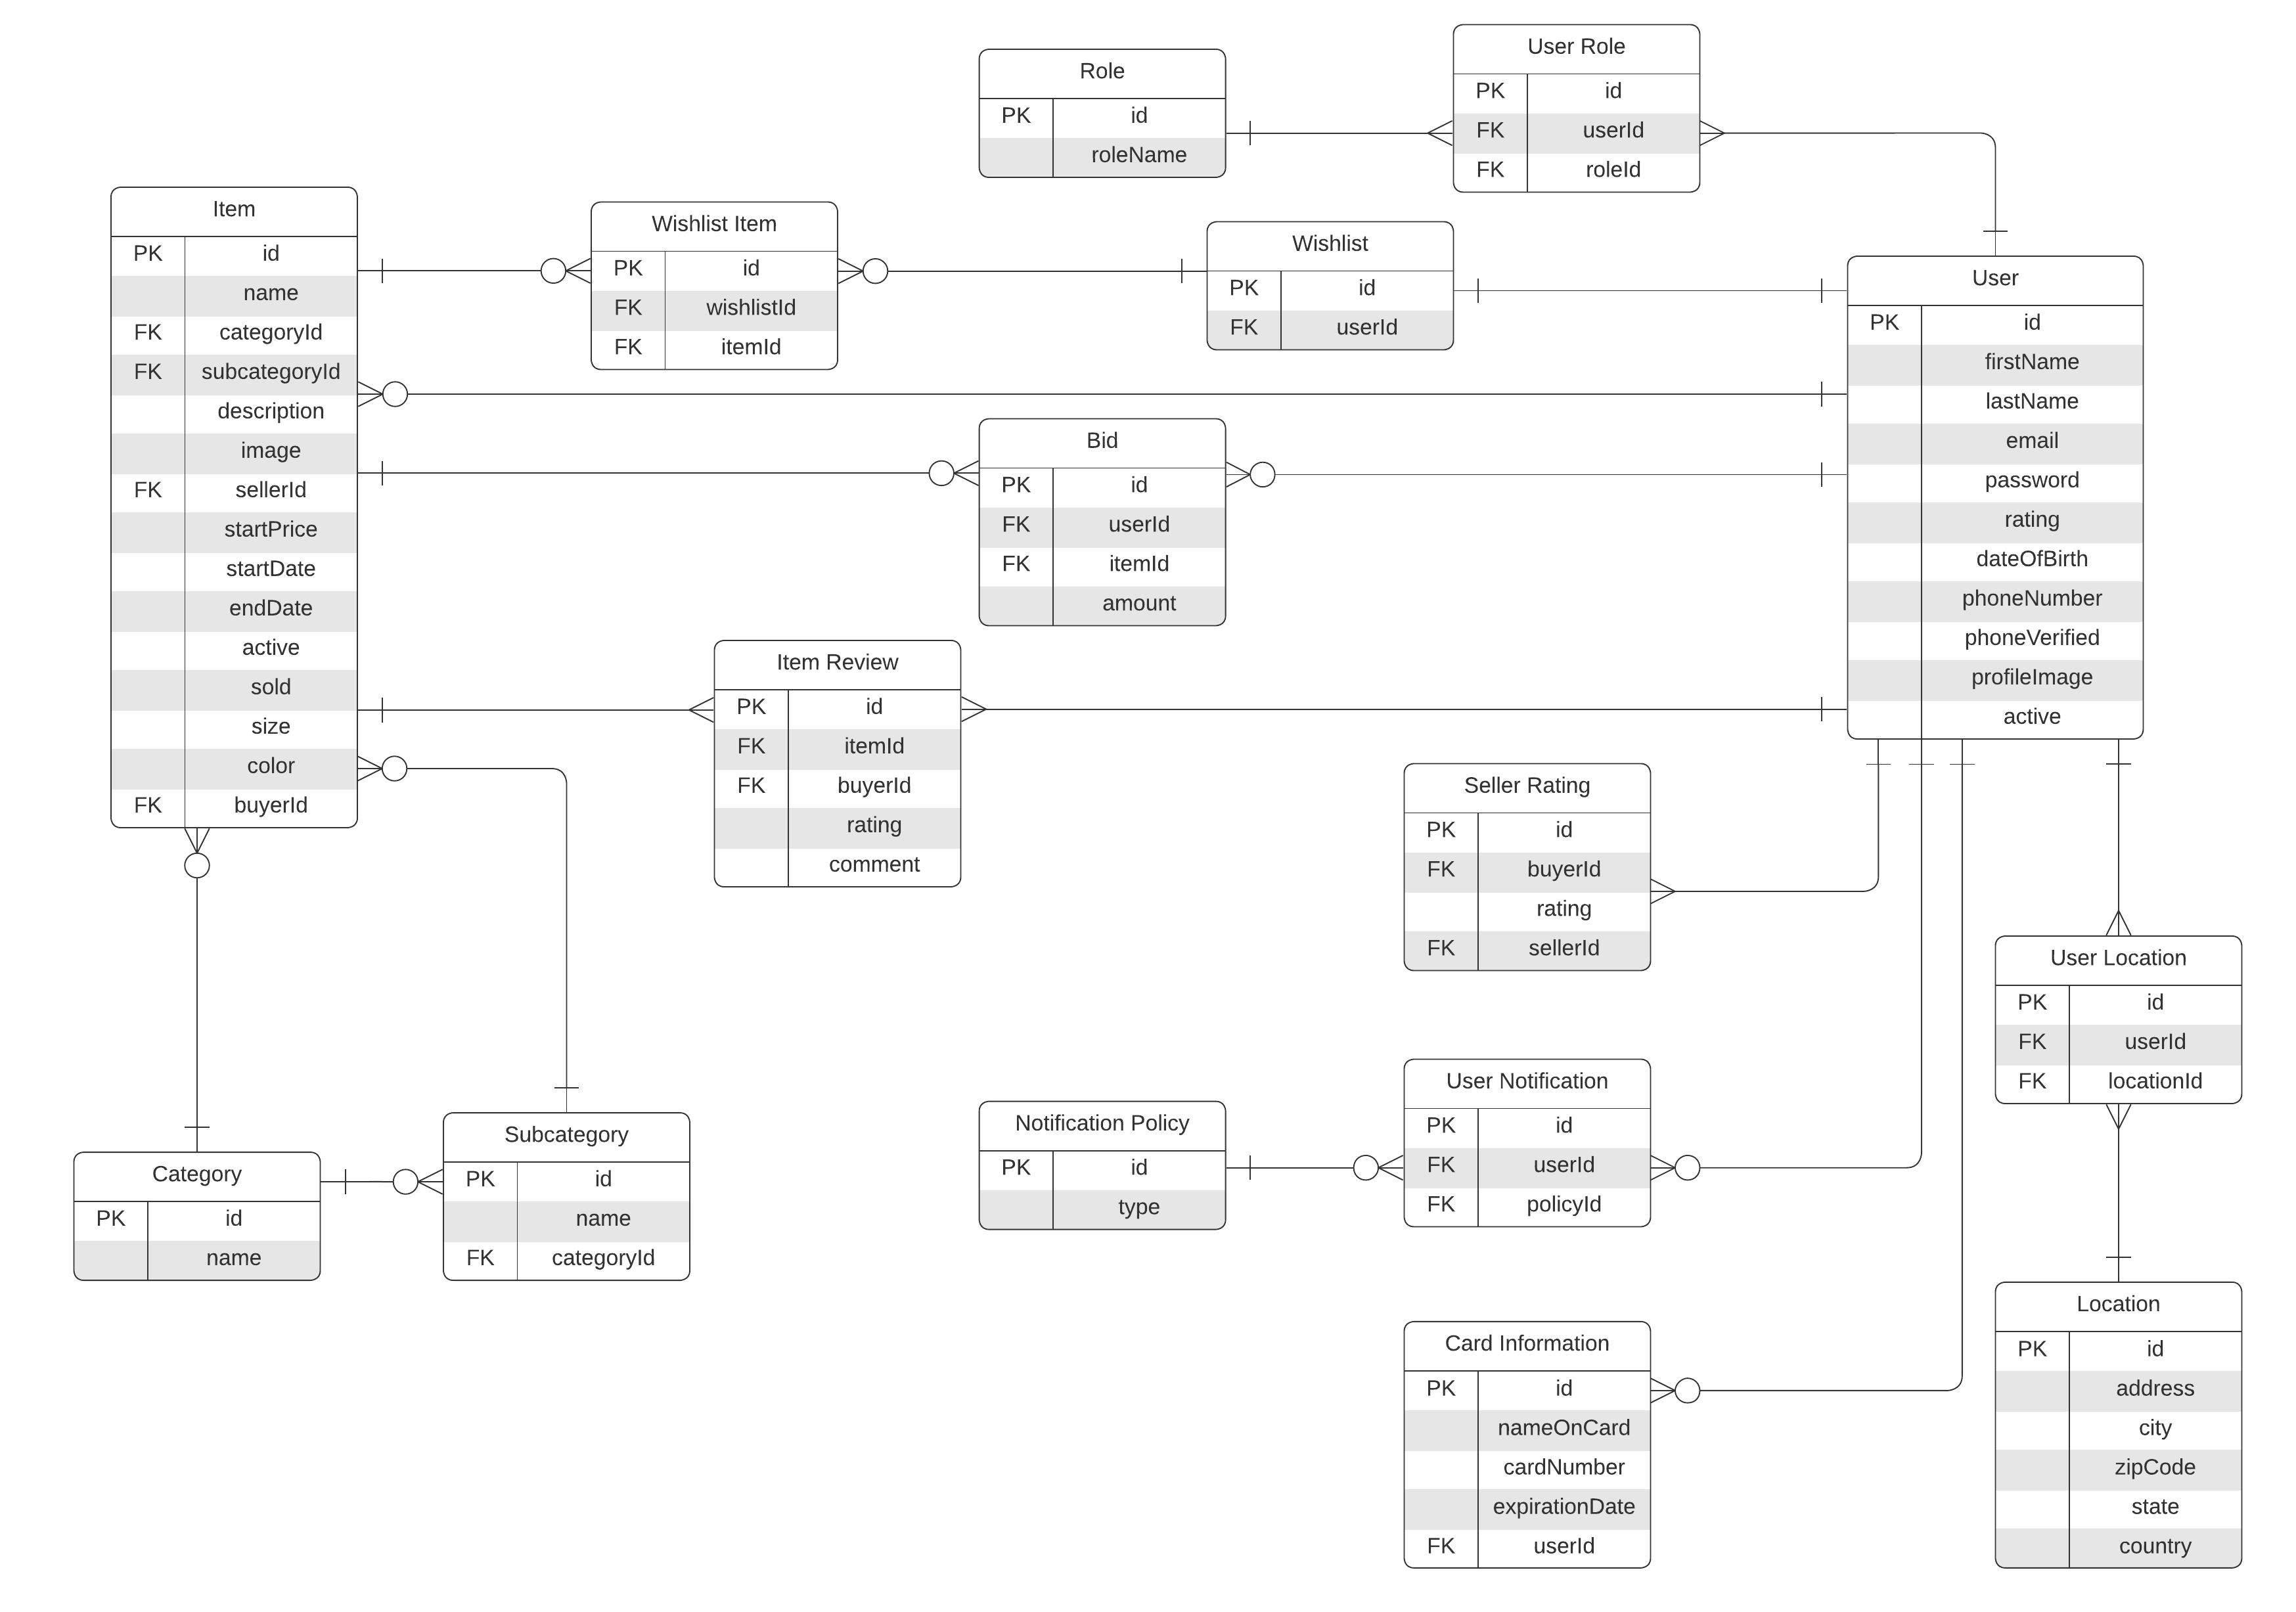 Role
PK id
roleName
User Role
PK id
FK userId
FK roleId
Item
PK id
name
FK categoryId
FK subcategoryId
description
image
FK sellerId
startPrice
startDate
endDate
active
sold
size
color
FK buyerId
Wishlist Item
PK id
FK wishlistId
FK itemId
Wishlist
PK id
FK userId
User
PK id
firstName
lastName
email
password
rating
dateOfBirth
phoneNumber
phoneVerified
profileImage
active
Bid
PK id
FK userId
FK itemId
amount
Item Review
PK id
FK itemId
FK buyerId
rating
comment
Seller Rating
PK id
FK buyerId
rating
FK sellerId
User Location
PK id
FK userId
FK locationId
Category
PK id
name
Subcategory
PK id
name
FK categoryId
Notification Policy
PK id
type
User Notification
PK id
FK userId
FK policyId
Card Information
PK id
nameOnCard
cardNumber
expirationDate
FK userId
Location
PK id
address
city
zipCode
state
country